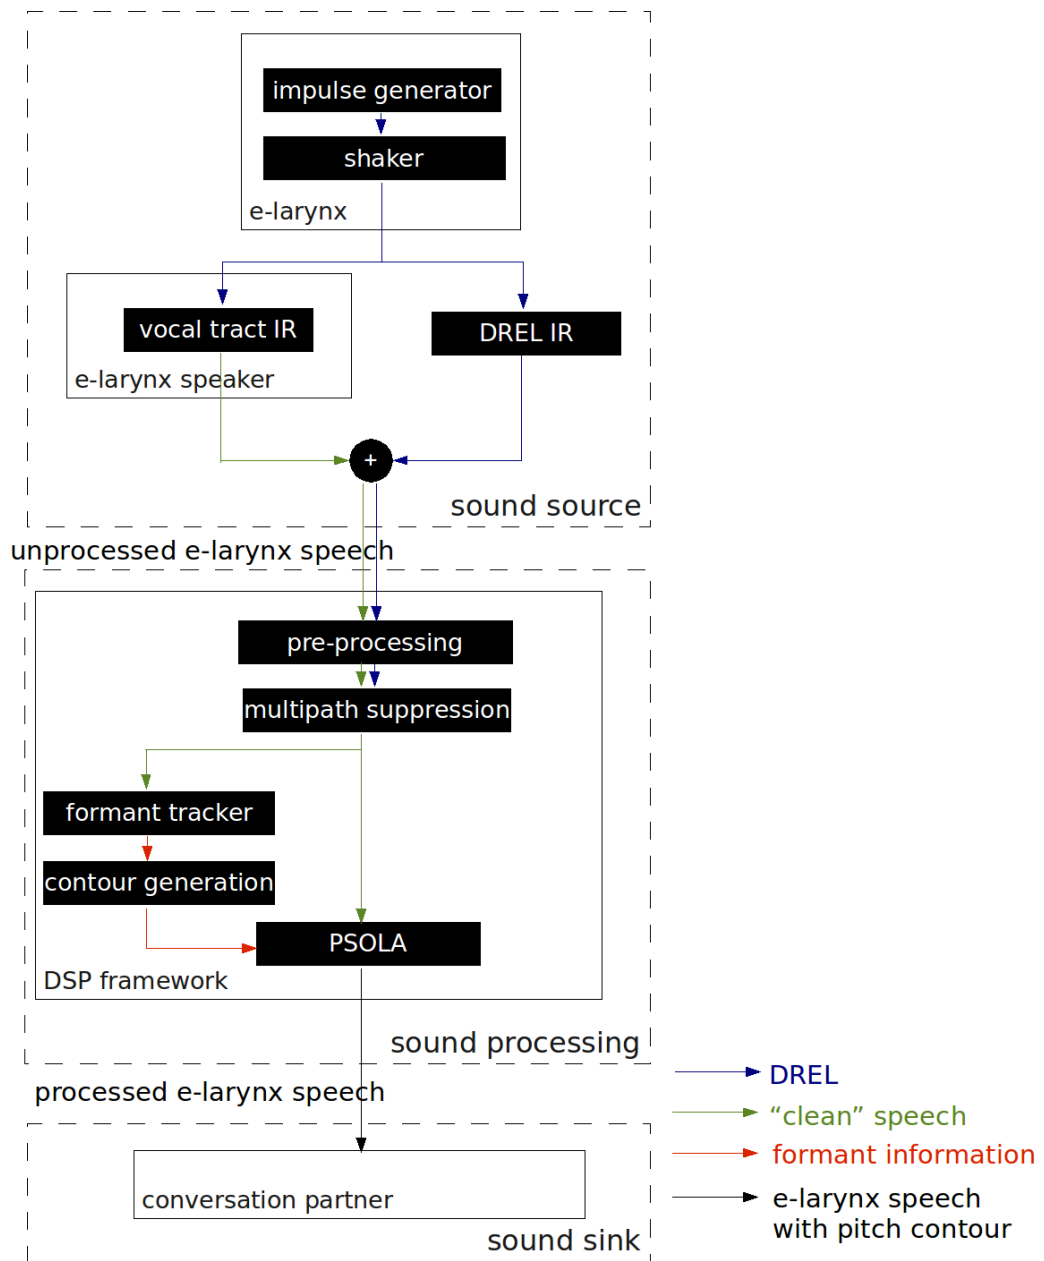 impulse generator
shaker
e-larynx
vocal tract IR
DREL IR
e-larynx speaker
+
sound source
unprocessed e-larynx speech
pre-processing
multipath suppression
formant tracker
contour generation
PSOLA
DSP framework
sound processing
processed e-larynx speech
conversation partner
sound sink
DREL
“clean” speech
formant information
e-larynx speech
with pitch contour